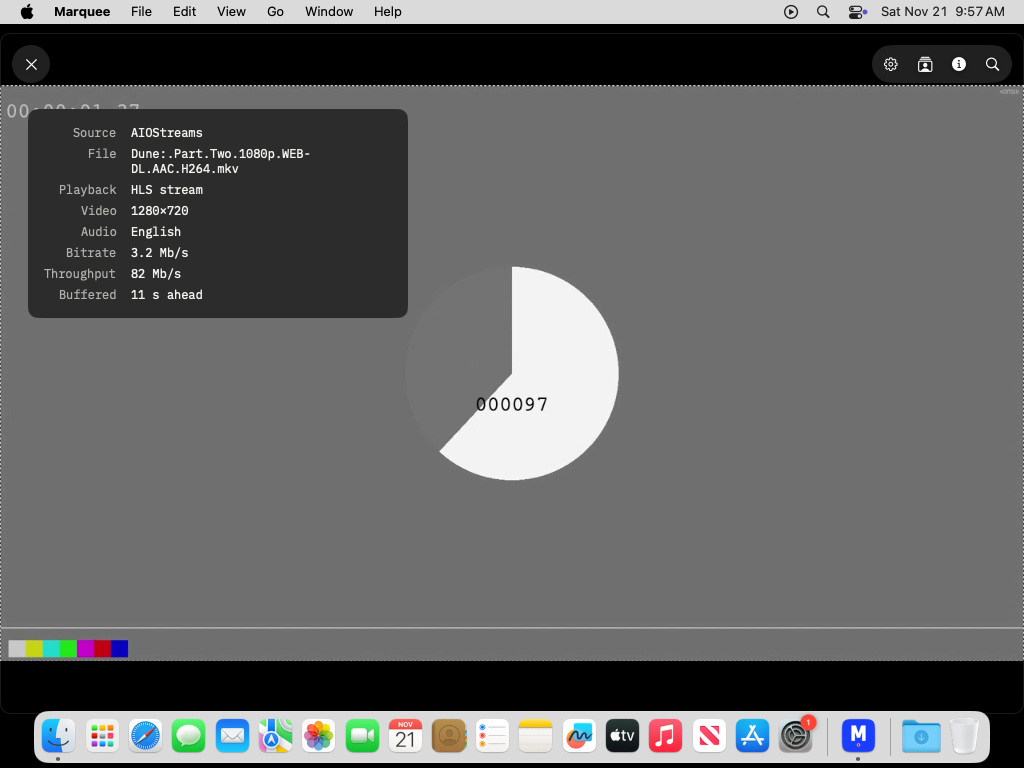 Marquee File Edit View Go Window Help Sat Nov 21 9:57 AM
Source AIOStreams
File Dune:.Part.Two.1080p.WEB-
DL.AAC.H264.mkv
Playback HLS stream
Video 1280×720
Audio English
Bitrate 3.2 Mb/s
Throughput 82 Mb/s
Buffered 11 s ahead
000097
NOV
21
tv
1
M